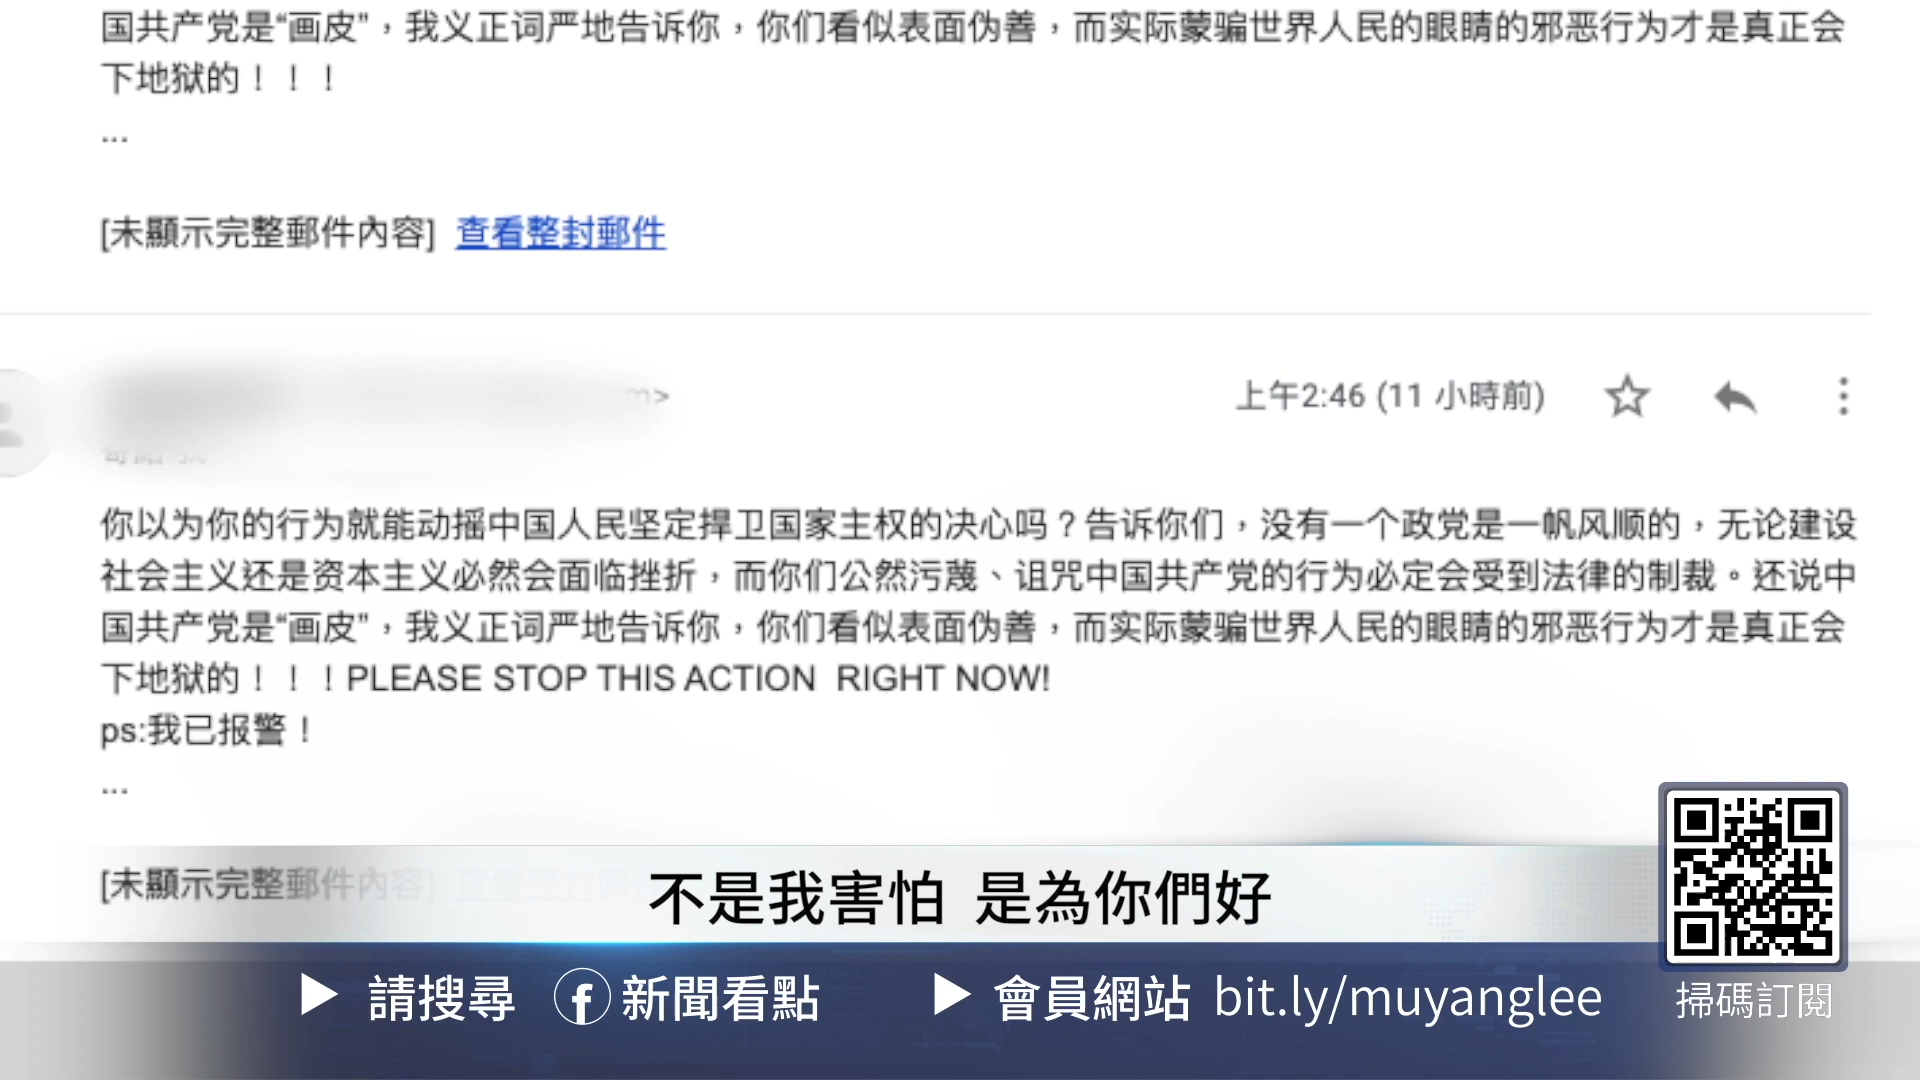 国共产党是“画皮”，我义正词严地告诉你，你们看似表面伪善，而实际蒙骗世界人民的眼睛的邪恶行为才是真正会
下地狱的！！！
...
[未顯示完整郵件內容] 查看整封郵件
m>
上午2:46 (11 小時前)
你以为你的行为就能动摇中国人民坚定捍卫国家主权的决心吗？告诉你们，没有一个政党是一帆风顺的，无论建设
社会主义还是资本主义必然会面临挫折，而你们公然污蔑、诅咒中国共产党的行为必定会受到法律的制裁。还说中
国共产党是“画皮”，我义正词严地告诉你，你们看似表面伪善，而实际蒙骗世界人民的眼睛的邪恶行为才是真正会
下地狱的！！！PLEASE STOP THIS ACTION  RIGHT NOW!
ps:我已报警！
...
[未顯示完整郵件內容] 查看整封郵件
不是我害怕 是為你們好
▶ 請搜尋 f 新聞看點 ▶ 會員網站 bit.ly/muyanglee
掃碼訂閱